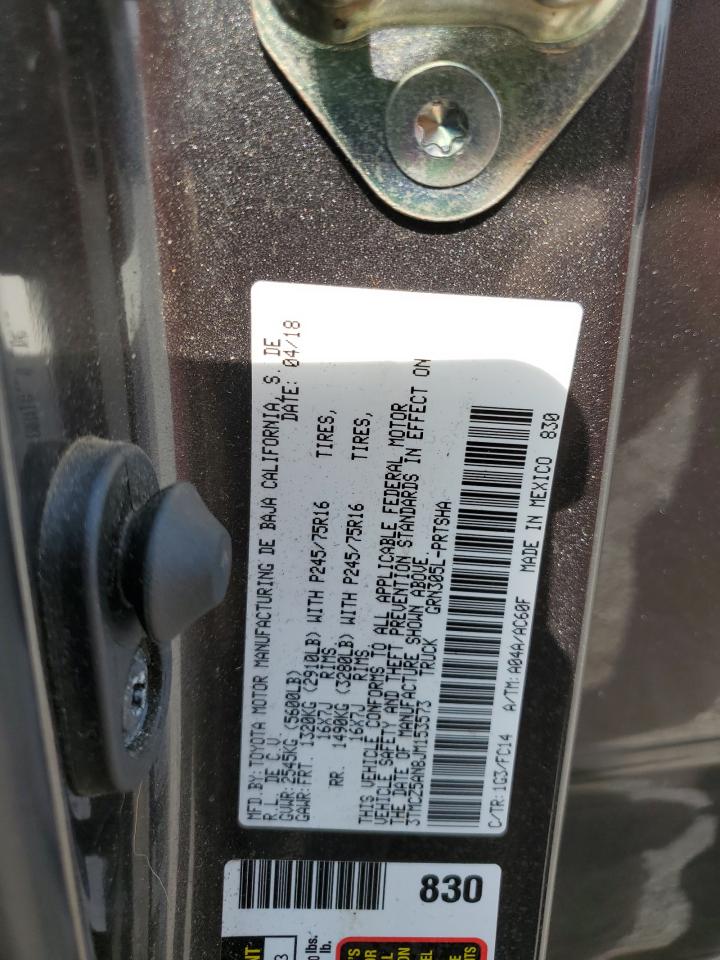 MFD.BY:TOYOTA MOTOR MANUFACTURING DE BAJA CALIFORNIA, S. DE
R.L. DE C.V. DATE: 04/18
GVWR:2545KG (5600LB)
GAWR:FRT. 1320KG (2910LB) WITH P245/75R16 TIRES,
16X7J RIMS
RR. 1490KG (3280LB) WITH P245/75R16 TIRES,
16X7J RIMS
THIS VEHICLE CONFORMS TO ALL APPLICABLE FEDERAL MOTOR
VEHICLE SAFETY AND THEFT PREVENTION STANDARDS IN EFFECT ON
THE DATE OF MANUFACTURE SHOWN ABOVE.
3TMCZ5AN8JM153573 TRUCK GRN305L-PRTSHA
C/TR:1G3/FC14 A/TM:A04A/AC60F MADE IN MEXICO 830
830
lbs.
lb.